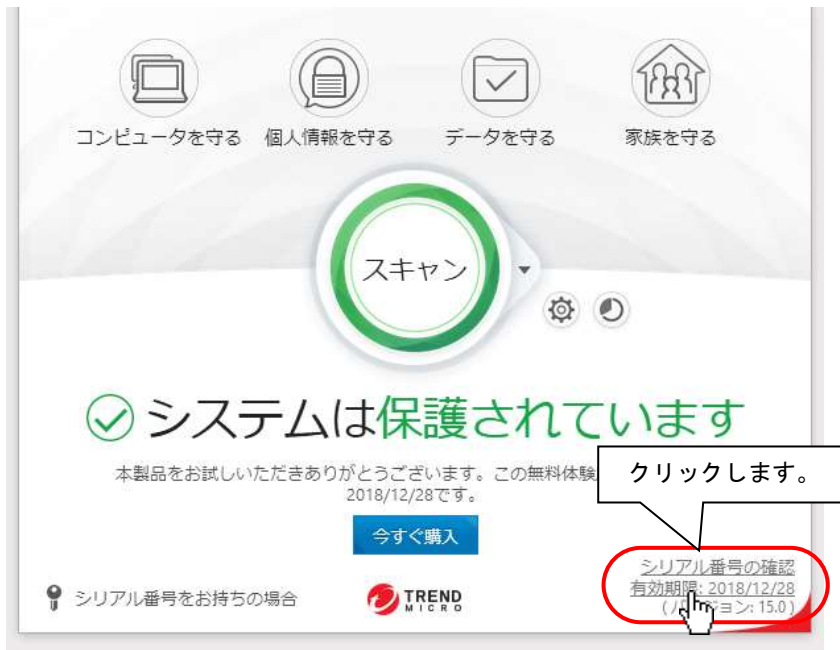 コンピュータを守る 個人情報を守る データを守る 家族を守る
スキャン
システムは保護されています
本製品をお試しいただきありがとうございます。この無料体験
2018/12/28です。
クリックします。
今すぐ購入
シリアル番号の確認
有効期限: 2018/12/28
シリアル番号をお持ちの場合
TREND
MICRO
ジョン: 15.0)